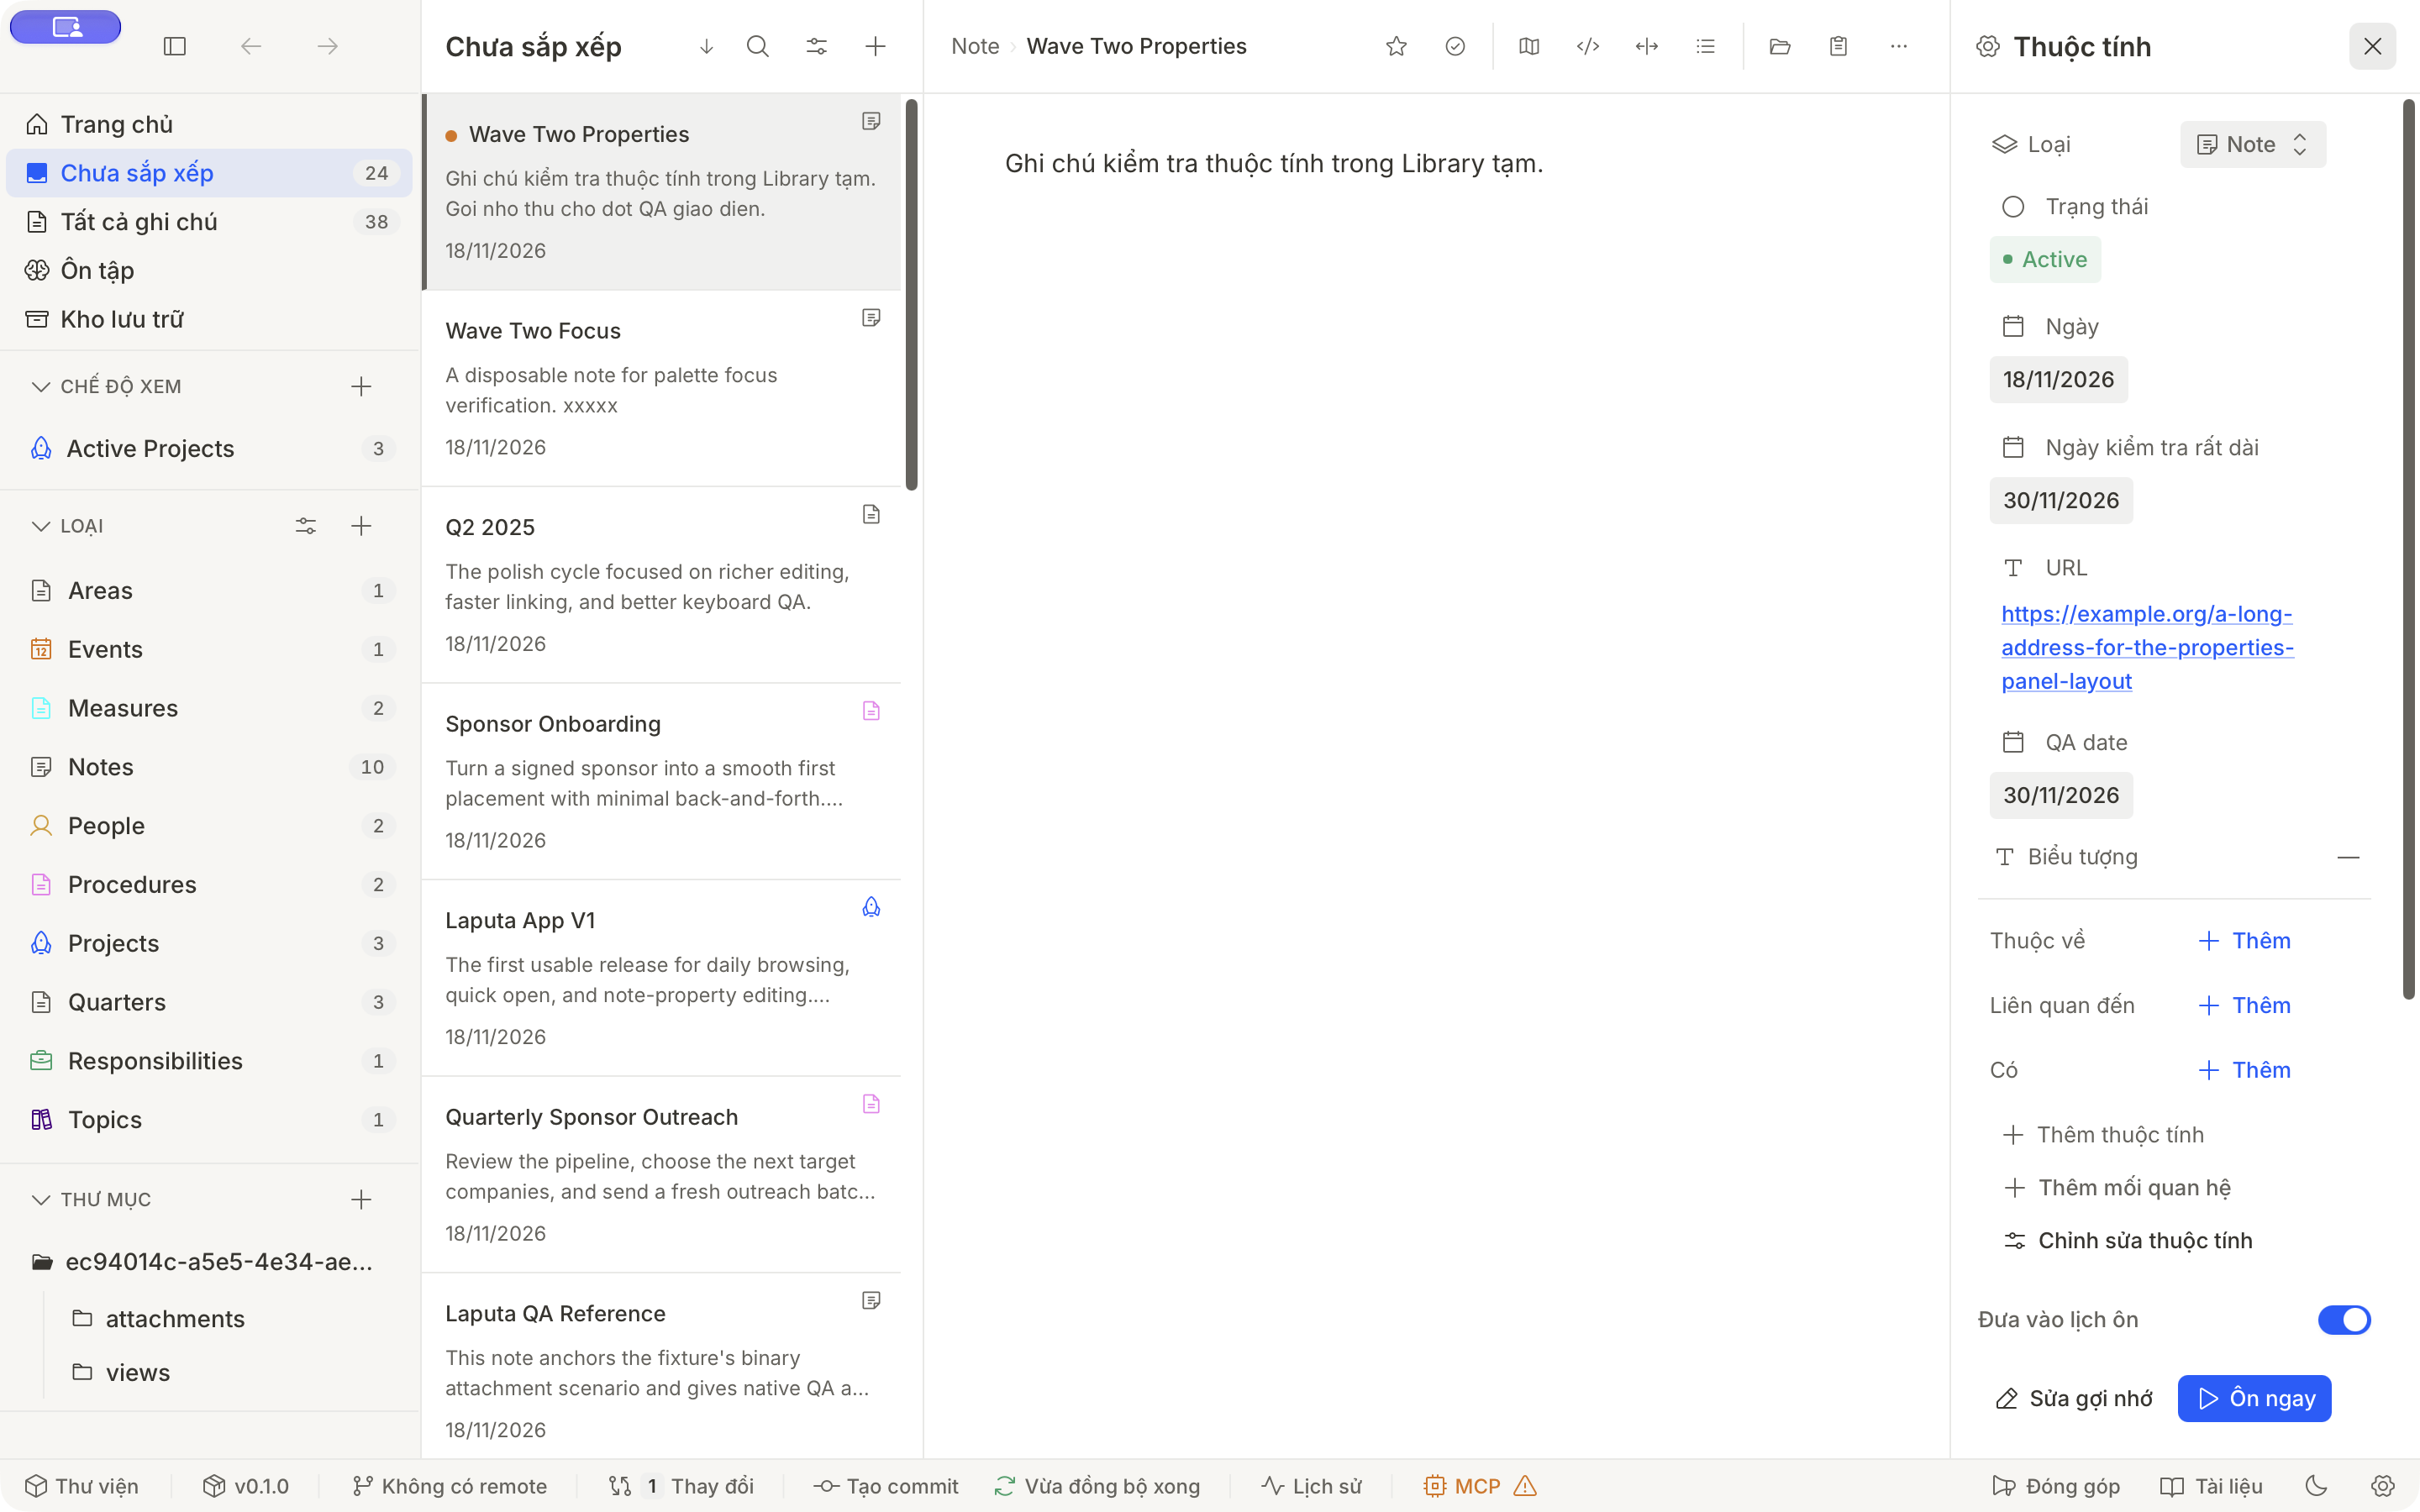 Trang chủ
Chưa sắp xếp 24
Tất cả ghi chú 38
Ôn tập
Kho lưu trữ
CHẾ ĐỘ XEM
Active Projects 3
LOẠI
Areas 1
Events 1
Measures 2
Notes 10
People 2
Procedures 2
Projects 3
Quarters 3
Responsibilities 1
Topics 1
THƯ MỤC
ec94014c-a5e5-4e34-ae...
attachments
views
Chưa sắp xếp
Wave Two Properties
Ghi chú kiểm tra thuộc tính trong Library tạm.
Goi nho thu cho dot QA giao dien.
18/11/2026
Wave Two Focus
A disposable note for palette focus
verification. xxxxx
18/11/2026
Q2 2025
The polish cycle focused on richer editing,
faster linking, and better keyboard QA.
18/11/2026
Sponsor Onboarding
Turn a signed sponsor into a smooth first
placement with minimal back-and-forth....
18/11/2026
Laputa App V1
The first usable release for daily browsing,
quick open, and note-property editing....
18/11/2026
Quarterly Sponsor Outreach
Review the pipeline, choose the next target
companies, and send a fresh outreach batc...
18/11/2026
Laputa QA Reference
This note anchors the fixture's binary
attachment scenario and gives native QA a...
18/11/2026
Note › Wave Two Properties
Ghi chú kiểm tra thuộc tính trong Library tạm.
Thuộc tính
Loại Note
Trạng thái
Active
Ngày
18/11/2026
Ngày kiểm tra rất dài
30/11/2026
URL
https://example.org/a-long-
address-for-the-properties-
panel-layout
QA date
30/11/2026
Biểu tượng —
Thuộc về Thêm
Liên quan đến Thêm
Có Thêm
Thêm thuộc tính
Thêm mối quan hệ
Chỉnh sửa thuộc tính
Đưa vào lịch ôn
Sửa gợi nhớ Ôn ngay
Thư viện v0.1.0 Không có remote 1 Thay đổi Tạo commit Vừa đồng bộ xong Lịch sử MCP Đóng góp Tài liệu